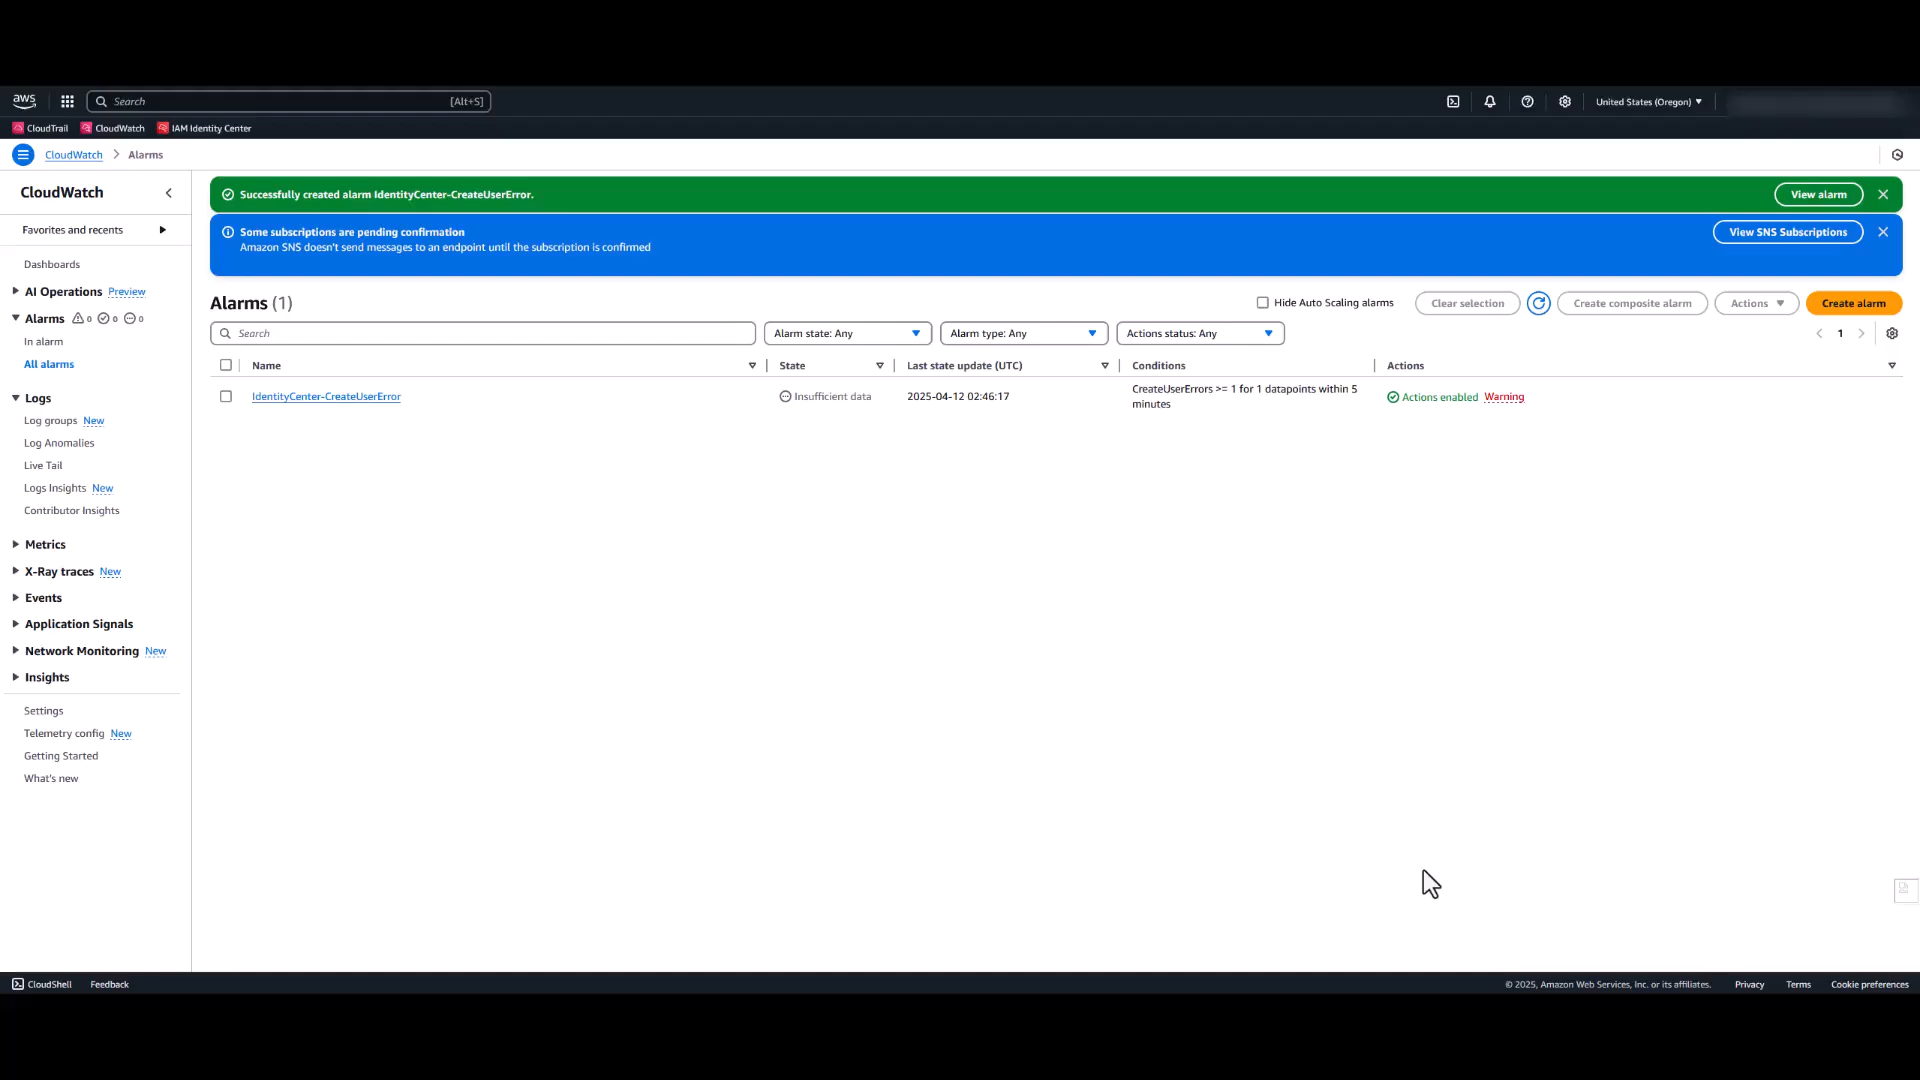 aws
Search [Alt+S]
United States (Oregon)
CloudTrail CloudWatch IAM Identity Center
CloudWatch > Alarms
CloudWatch
Favorites and recents
Dashboards
AI Operations Preview
Alarms 0 0 0
In alarm
All alarms
Logs
Log groups New
Log Anomalies
Live Tail
Logs Insights New
Contributor Insights
Metrics
X-Ray traces New
Events
Application Signals
Network Monitoring New
Insights
Settings
Telemetry config New
Getting Started
What's new
Successfully created alarm IdentityCenter-CreateUserError.
View alarm
Some subscriptions are pending confirmation
Amazon SNS doesn't send messages to an endpoint until the subscription is confirmed
View SNS Subscriptions
Alarms (1)
Hide Auto Scaling alarms
Clear selection
Create composite alarm
Actions
Create alarm
Search
Alarm state: Any
Alarm type: Any
Actions status: Any
1
Name State Last state update (UTC) Conditions Actions
IdentityCenter-CreateUserError
Insufficient data
2025-04-12 02:46:17
CreateUserErrors >= 1 for 1 datapoints within 5
minutes
Actions enabled Warning
CloudShell Feedback
© 2025, Amazon Web Services, Inc. or its affiliates. Privacy Terms Cookie preferences